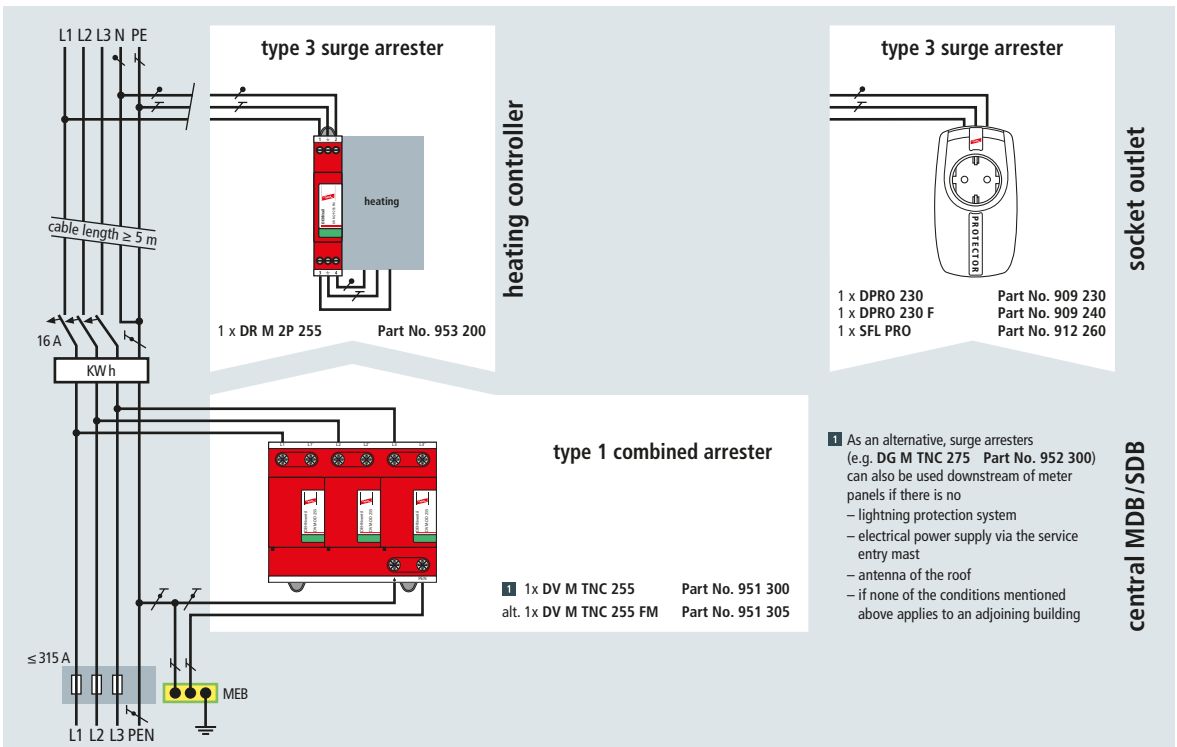 L1 L2 L3 N PE
type 3 surge arrester
heating
heating controller
1 x DR M 2P 255 Part No. 953 200
type 3 surge arrester
PROTECTOR
socket outlet
1 x DPRO 230 Part No. 909 230
1 x DPRO 230 F Part No. 909 240
1 x SFL PRO Part No. 912 260
cable length ≥ 5 m
16 A
KWh
L1 L1' L2 L2' L3 L3'
type 1 combined arrester
PEN
1 1x DV M TNC 255 Part No. 951 300
alt. 1x DV M TNC 255 FM Part No. 951 305
1 As an alternative, surge arresters
(e.g. DG M TNC 275 Part No. 952 300)
can also be used downstream of meter
panels if there is no
– lightning protection system
– electrical power supply via the service
entry mast
– antenna of the roof
– if none of the conditions mentioned
above applies to an adjoining building
central MDB/SDB
≤ 315 A
MEB
L1 L2 L3 PEN